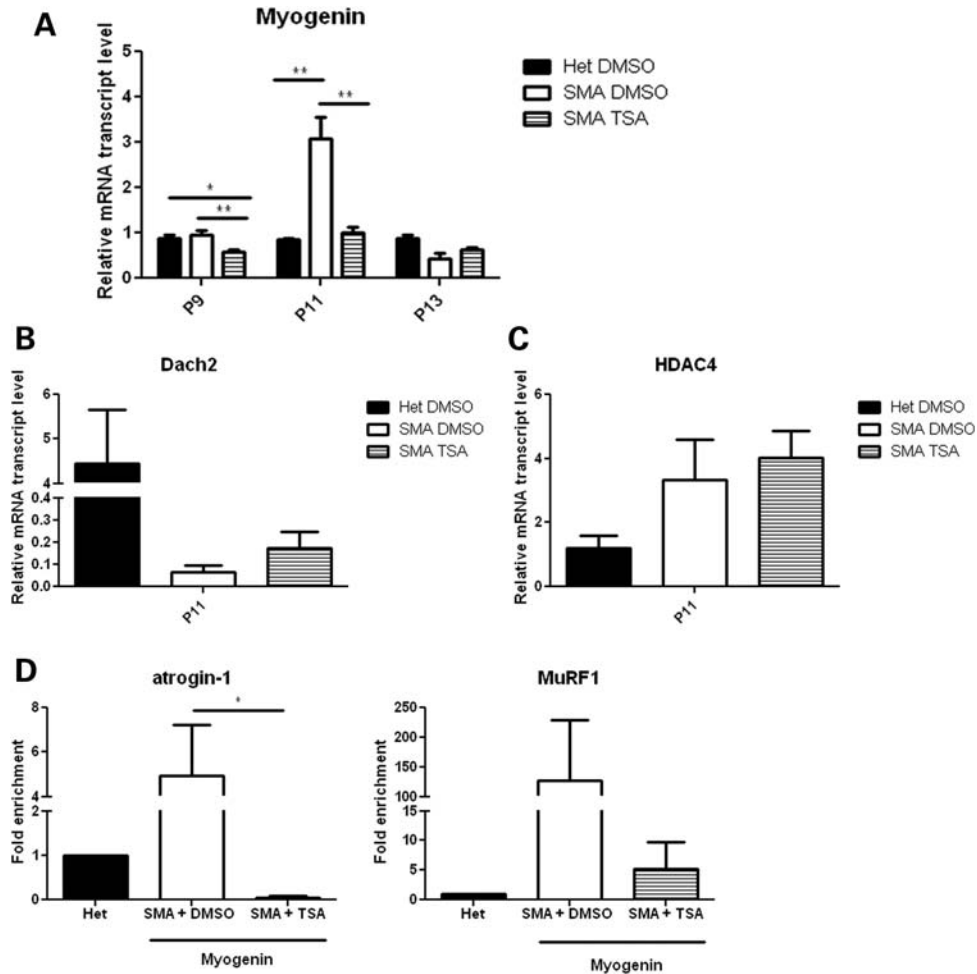 A
Myogenin
Relative mRNA transcript level
5
4
3
2
1
0
**
**
*
**
P9
P11
P13
Het DMSO
SMA DMSO
SMA TSA
B
Dach2
Relative mRNA transcript level
6
5
4
0.4
0.3
0.2
0.1
0.0
P11
Het DMSO
SMA DMSO
SMA TSA
C
HDAC4
Relative mRNA transcript level
6
4
2
0
P11
Het DMSO
SMA DMSO
SMA TSA
D
atrogin-1
Fold enrichment
8
6
4
2
1
0
*
Het
SMA + DMSO
SMA + TSA
Myogenin
MuRF1
Fold enrichment
250
200
150
100
50
15
10
5
0
Het
SMA + DMSO
SMA + TSA
Myogenin